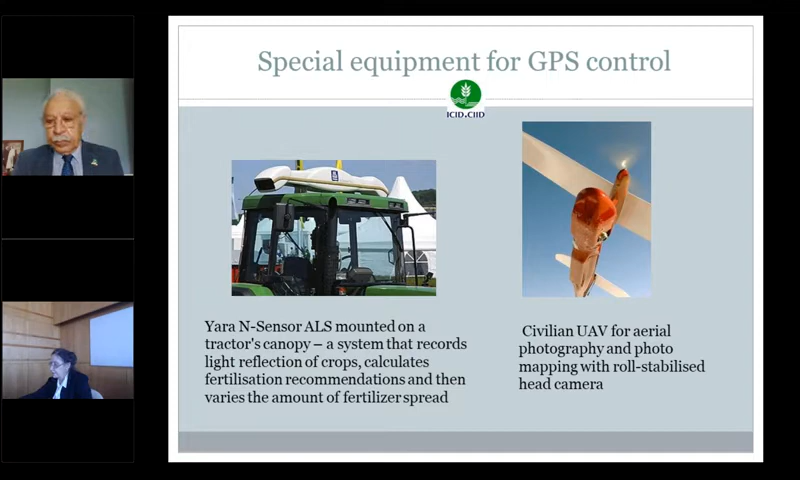 Special equipment for GPS control
ICID.CIID
Yara N-Sensor ALS mounted on a
tractor's canopy – a system that records
light reflection of crops, calculates
fertilisation recommendations and then
varies the amount of fertilizer spread
Civilian UAV for aerial
photography and photo
mapping with roll-stabilised
head camera